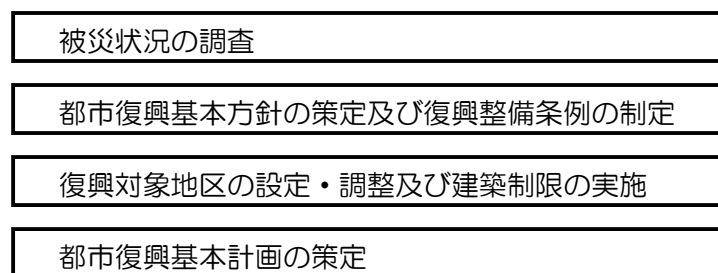 被災状況の調査
都市復興基本方針の策定及び復興整備条例の制定
復興対象地区の設定・調整及び建築制限の実施
都市復興基本計画の策定